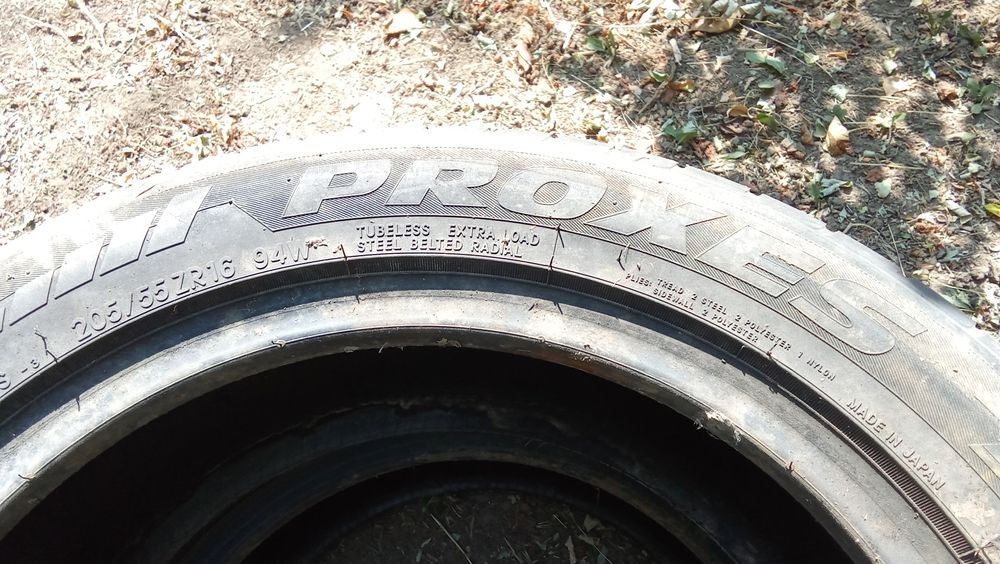 PROXES
205/55ZR16 94W
TUBELESS EXTRA LOAD
STEEL BELTED RADIAL
PLIES: TREAD 2 STEEL 2 POLYESTER 1 NYLON
SIDEWALL 2 POLYESTER
MADE IN JAPAN